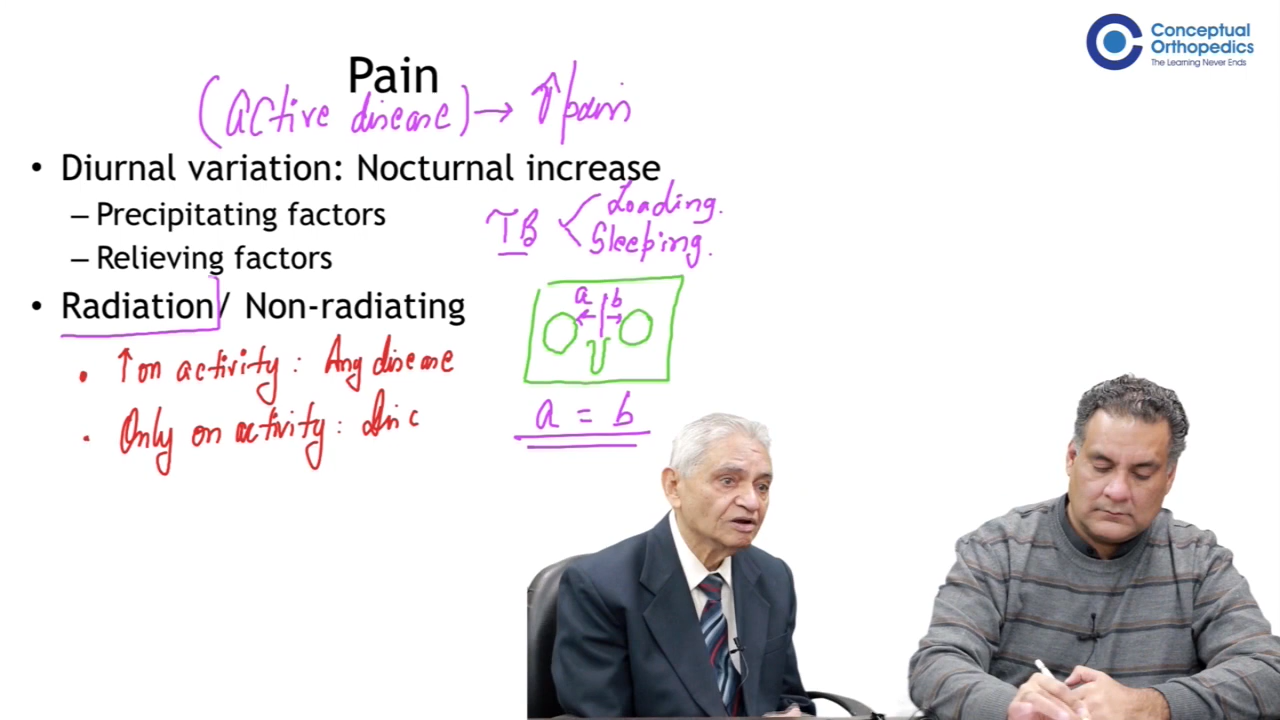 Conceptual
Orthopedics
The Learning Never Ends
Pain
(active disease) → ↑ pain
• Diurnal variation: Nocturnal increase
– Precipitating factors
– Relieving factors
TB
Loading.
Sleeping.
• Radiation / Non-radiating
a b
• ↑ on activity : Any disease
• Only on activity :
a = b